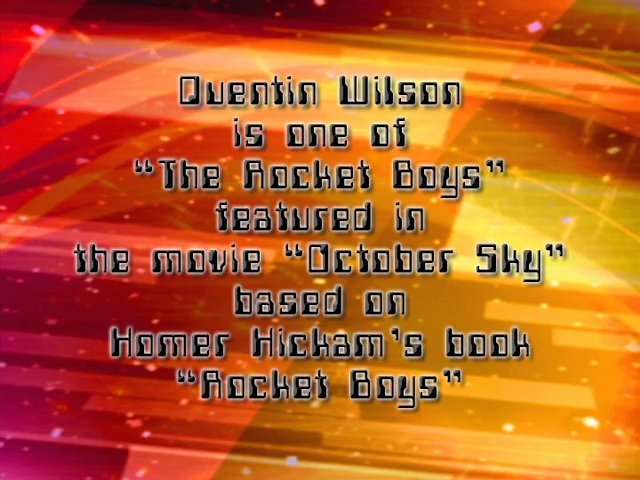 Quentin Wilson
is one of
“The Rocket Boys”
featured in
the movie “October Sky”
based on
Homer Hickam's book
“Rocket Boys”